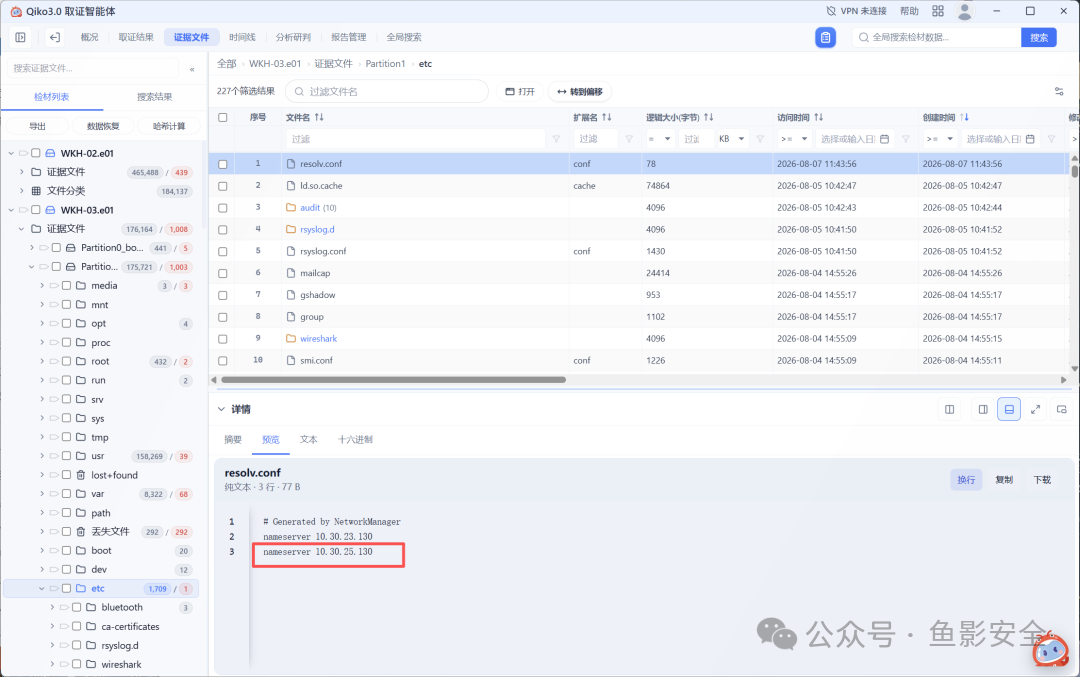 Qiko3.0 取证智能体
VPN 未连接
帮助
概况
取证结果
证据文件
时间线
分析研判
报告管理
全局搜索
全局搜索检材数据...
搜索
搜索证据文件...
检材列表
搜索结果
导出
数据恢复
哈希计算
WKH-02.e01
证据文件 465,488 / 439
文件分类 184,137
WKH-03.e01
证据文件 176,164 / 1,008
Partition0_bo... 441 / 5
Partitio... 175,721 / 1,003
media 3 / 3
mnt
opt 4
proc
root 432 / 2
run 2
srv
sys
tmp
usr 158,269 / 39
lost+found
var 8,322 / 68
path
丢失文件 292 / 292
boot 20
dev 12
etc 1,709 / 1
bluetooth 3
ca-certificates
rsyslog.d
wireshark
全部 › WKH-03.e01 › 证据文件 › Partition1 › etc
227个筛选结果
过滤文件名
打开
转到偏移
序号 文件名 扩展名 逻辑大小(字节) 访问时间 创建时间
过滤 过滤 = KB >= 选择或输入日 >= 选择或输入日
1 resolv.conf conf 78 2026-08-07 11:43:56 2026-08-07 11:43:56
2 ld.so.cache cache 74864 2026-08-05 10:42:47 2026-08-05 10:42:47
3 audit (10) 4096 2026-08-05 10:42:43 2026-08-05 10:42:44
4 rsyslog.d 4096 2026-08-05 10:41:50 2026-08-05 10:41:52
5 rsyslog.conf conf 1430 2026-08-05 10:41:50 2026-08-05 10:41:52
6 mailcap 24414 2026-08-04 14:55:26 2026-08-04 14:55:26
7 gshadow 953 2026-08-04 14:55:17 2026-08-04 14:55:17
8 group 1102 2026-08-04 14:55:17 2026-08-04 14:55:17
9 wireshark 4096 2026-08-04 14:55:09 2026-08-04 14:55:15
10 smi.conf conf 1226 2026-08-04 14:55:09 2026-08-04 14:55:11
详情
摘要
预览
文本
十六进制
resolv.conf
纯文本 · 3 行 · 77 B
换行
复制
下载
1 # Generated by NetworkManager
2 nameserver 10.30.23.130
3 nameserver 10.30.25.130
公众号 · 鱼影安全